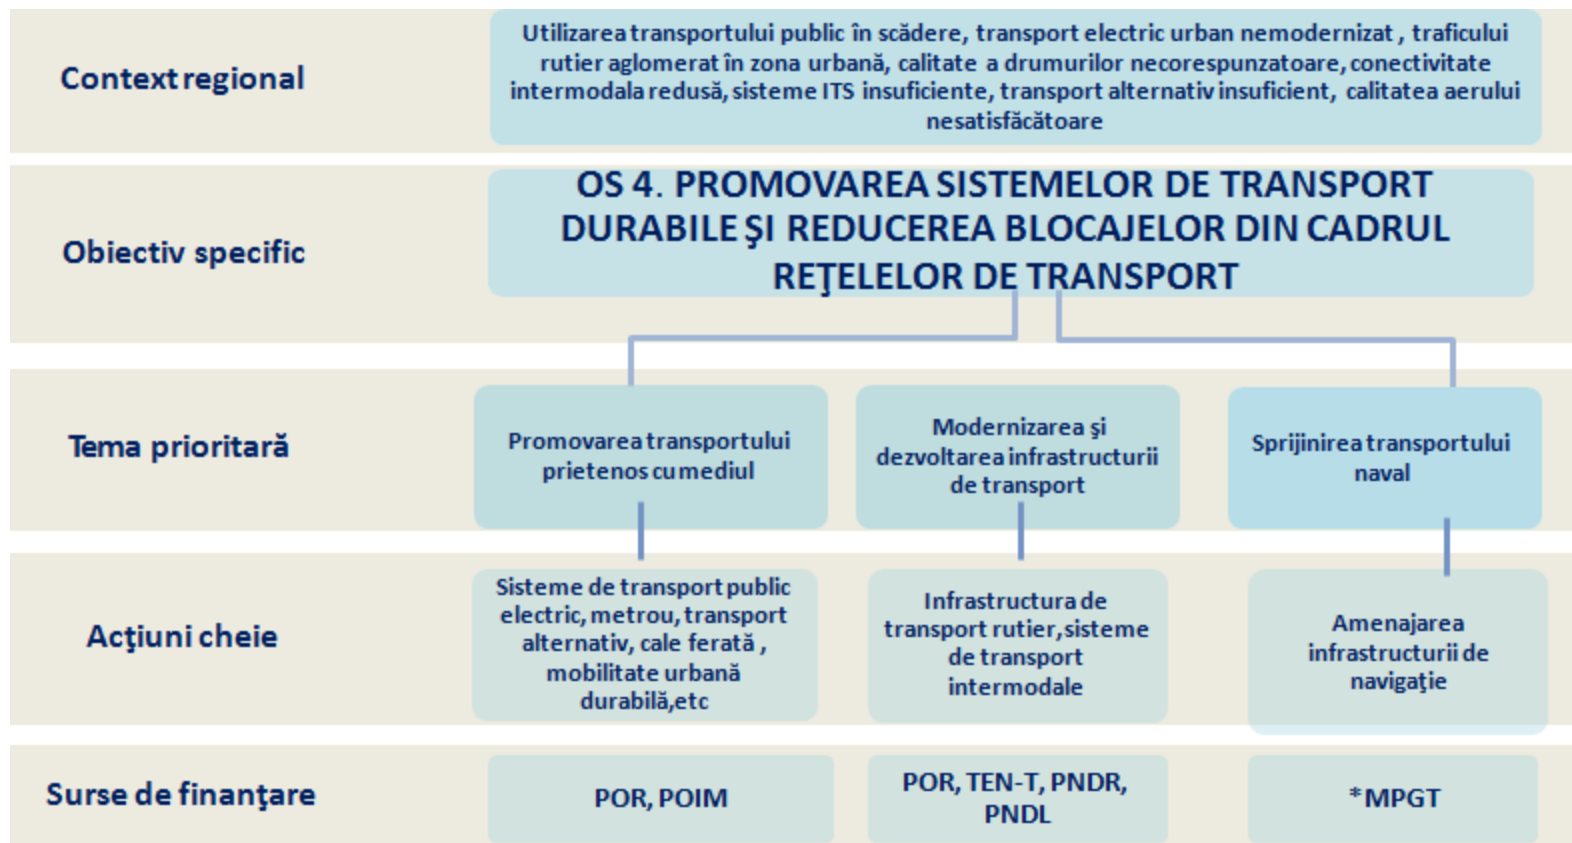 Context regional
Utilizarea transportului public în scădere, transport electric urban nemodernizat , traficului
rutier aglomerat în zona urbană, calitate a drumurilor necorespunzatoare, conectivitate
intermodala redusă, sisteme ITS insuficiente, transport alternativ insuficient, calitatea aerului
nesatisfăcătoare
Obiectiv specific
OS 4. PROMOVAREA SISTEMELOR DE TRANSPORT
DURABILE ŞI REDUCEREA BLOCAJELOR DIN CADRUL
REŢELELOR DE TRANSPORT
Tema prioritară
Promovarea transportului
prietenos cu mediul
Modernizarea şi
dezvoltarea infrastructurii
de transport
Sprijinirea transportului
naval
Acţiuni cheie
Sisteme de transport public
electric, metrou, transport
alternativ, cale ferată ,
mobilitate urbană
durabilă,etc
Infrastructura de
transport rutier,sisteme
de transport
intermodale
Amenajarea
infrastructurii de
navigaţie
Surse de finanţare
POR, POIM
POR, TEN-T, PNDR,
PNDL
*MPGT